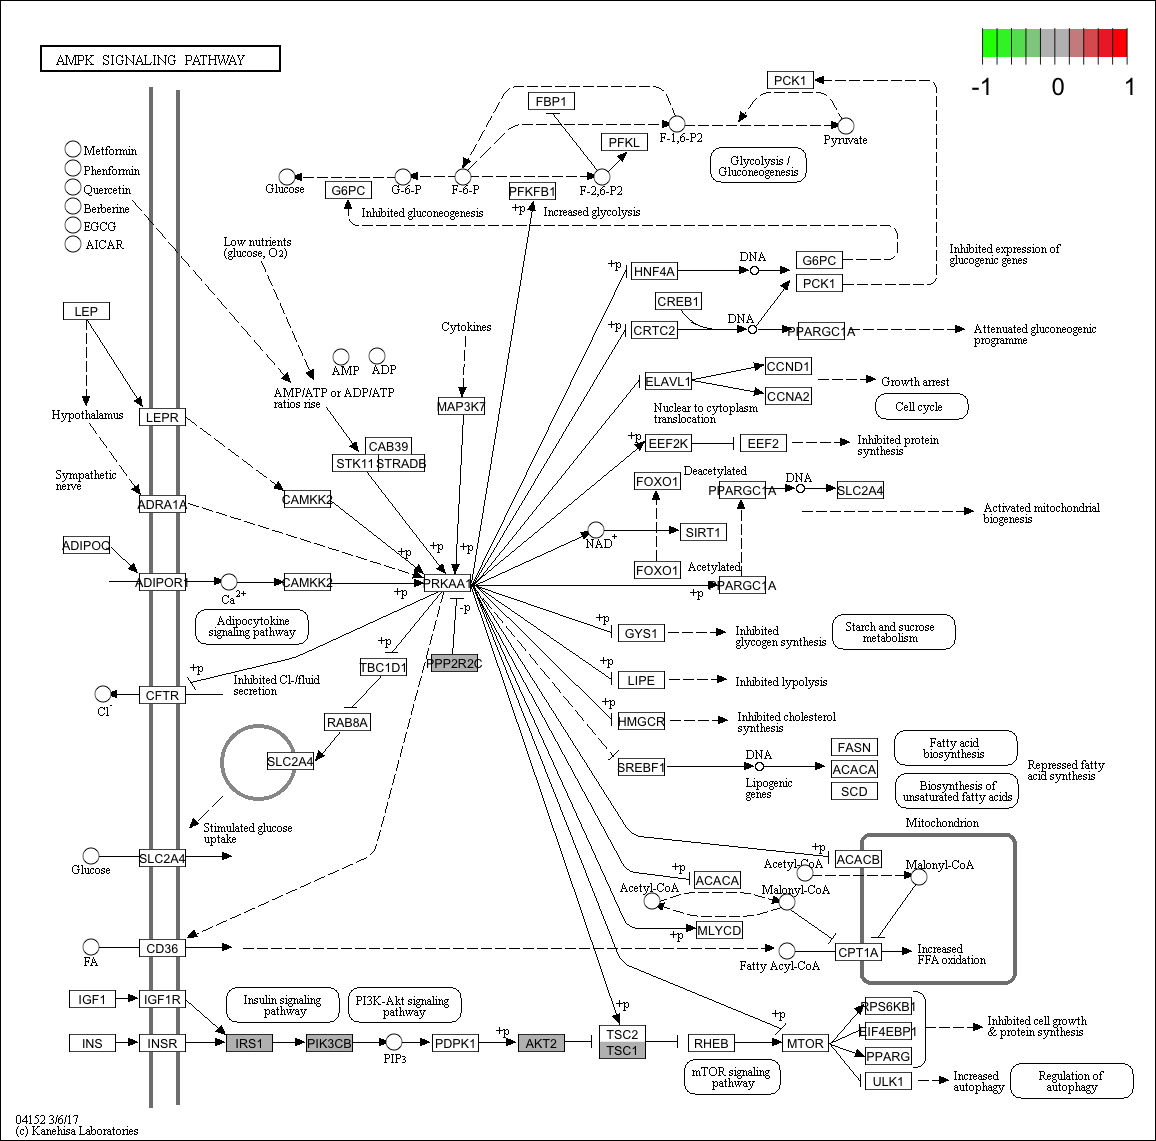 AMPK SIGNALING PATHWAY
-1
0
1
PCK1
FBP1
F-1,6-P2
Pyruvate
PFKL
Glycolysis /
Gluconeogenesis
Metformin
Phenformin
Quercetin
Berberine
EGCG
AICAR
Glucose
G-6-P
F-6-P
F-2,6-P2
G6PC
PFKFB1
+p
Inhibited gluconeogenesis
Increased glycolysis
Low nutrients
(glucose, O2)
Inhibited expression of
glucogenic genes
+p
HNF4A
DNA
G6PC
PCK1
CREB1
LEP
Cytokines
+p
CRTC2
DNA
PPARGC1A
Attenuated gluconeogenic
programme
AMP
ADP
CCND1
ELAVL1
CCNA2
Growth arrest
AMP/ATP or ADP/ATP
ratios rise
MAP3K7
Nuclear to cytoplasm
translocation
Cell cycle
Hypothalamus
LEPR
CAB39
STK11
STRADB
+p
EEF2K
EEF2
Inhibited protein
synthesis
Sympathetic
nerve
FOXO1
Deacetylated
PPARGC1A
DNA
SLC2A4
ADRA1A
CAMKK2
Activated mitochondrial
biogenesis
NAD+
SIRT1
ADIPOQ
+p
+p
+p
FOXO1
Acetylated
ADIPOR1
Ca2+
CAMKK2
+p
PRKAA1
+p
PPARGC1A
-p
Adipocytokine
signaling pathway
GYS1
Inhibited
glycogen synthesis
Starch and sucrose
metabolism
+p
TBC1D1
PPP2R2C
+p
CFTR
Cl-
Inhibited Cl-/fluid
secretion
+p
LIPE
Inhibited lypolysis
RAB8A
+p
HMGCR
Inhibited cholesterol
synthesis
SLC2A4
SREBF1
DNA
Lipogenic
genes
FASN
ACACA
SCD
Fatty acid
biosynthesis
Biosynthesis of
unsaturated fatty acids
Repressed fatty
acid synthesis
Stimulated glucose
uptake
Mitochondrion
Glucose
SLC2A4
+p
ACACB
Acetyl-CoA
Malonyl-CoA
+p
ACACA
Acetyl-CoA
Malonyl-CoA
+p
MLYCD
FA
CD36
Fatty Acyl-CoA
CPT1A
Increased
FFA oxidation
IGF1
IGF1R
Insulin signaling
pathway
PI3K-Akt signaling
pathway
+p
+p
RPS6KB1
EIF4EBP1
PPARG
ULK1
Inhibited cell growth
& protein synthesis
INS
INSR
IRS1
PIK3CB
PIP3
PDPK1
+p
AKT2
TSC2
TSC1
RHEB
MTOR
mTOR signaling
pathway
Increased
autophagy
Regulation of
autophagy
04152 3/6/17
(c) Kanehisa Laboratories